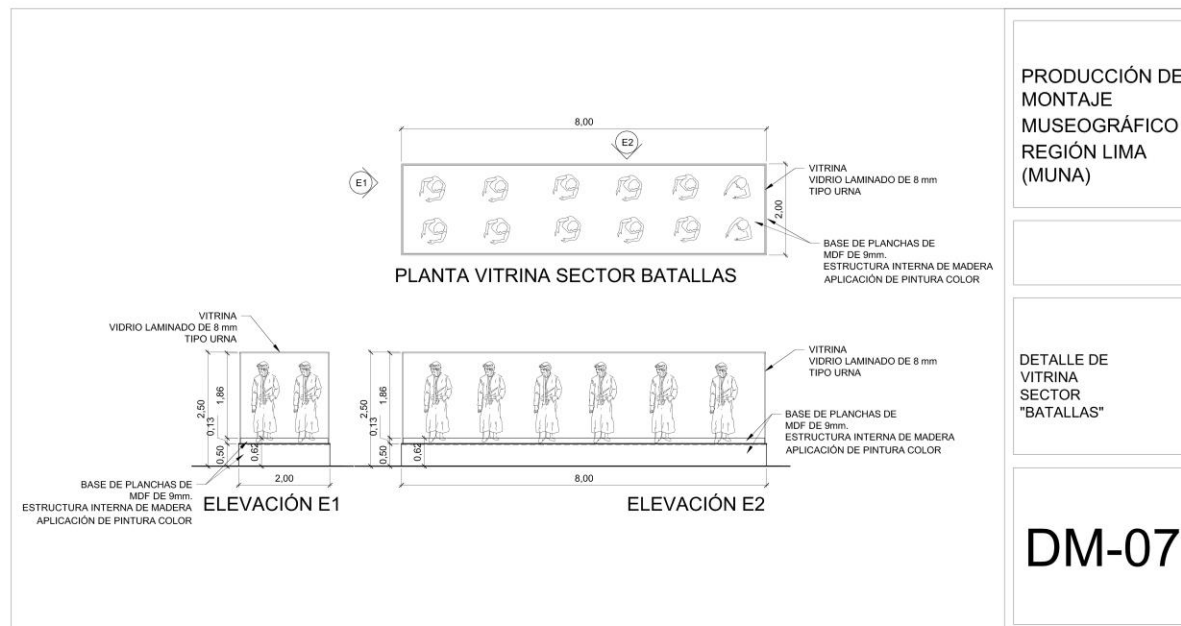 8,00
E2
E1
VITRINA
VIDRIO LAMINADO DE 8 mm
TIPO URNA
2,00
BASE DE PLANCHAS DE
MDF DE 9mm.
ESTRUCTURA INTERNA DE MADERA
APLICACIÓN DE PINTURA COLOR
PLANTA VITRINA SECTOR BATALLAS
VITRINA
VIDRIO LAMINADO DE 8 mm
TIPO URNA
2,50
1,86
0,13
0,50
0,62
2,00
BASE DE PLANCHAS DE
MDF DE 9mm.
ESTRUCTURA INTERNA DE MADERA
APLICACIÓN DE PINTURA COLOR
ELEVACIÓN E1
2,50
1,86
0,13
0,50
0,62
8,00
VITRINA
VIDRIO LAMINADO DE 8 mm
TIPO URNA
BASE DE PLANCHAS DE
MDF DE 9mm.
ESTRUCTURA INTERNA DE MADERA
APLICACIÓN DE PINTURA COLOR
ELEVACIÓN E2
PRODUCCIÓN DE
MONTAJE
MUSEOGRÁFICO
REGIÓN LIMA
(MUNA)
DETALLE DE
VITRINA
SECTOR
"BATALLAS"
DM-07